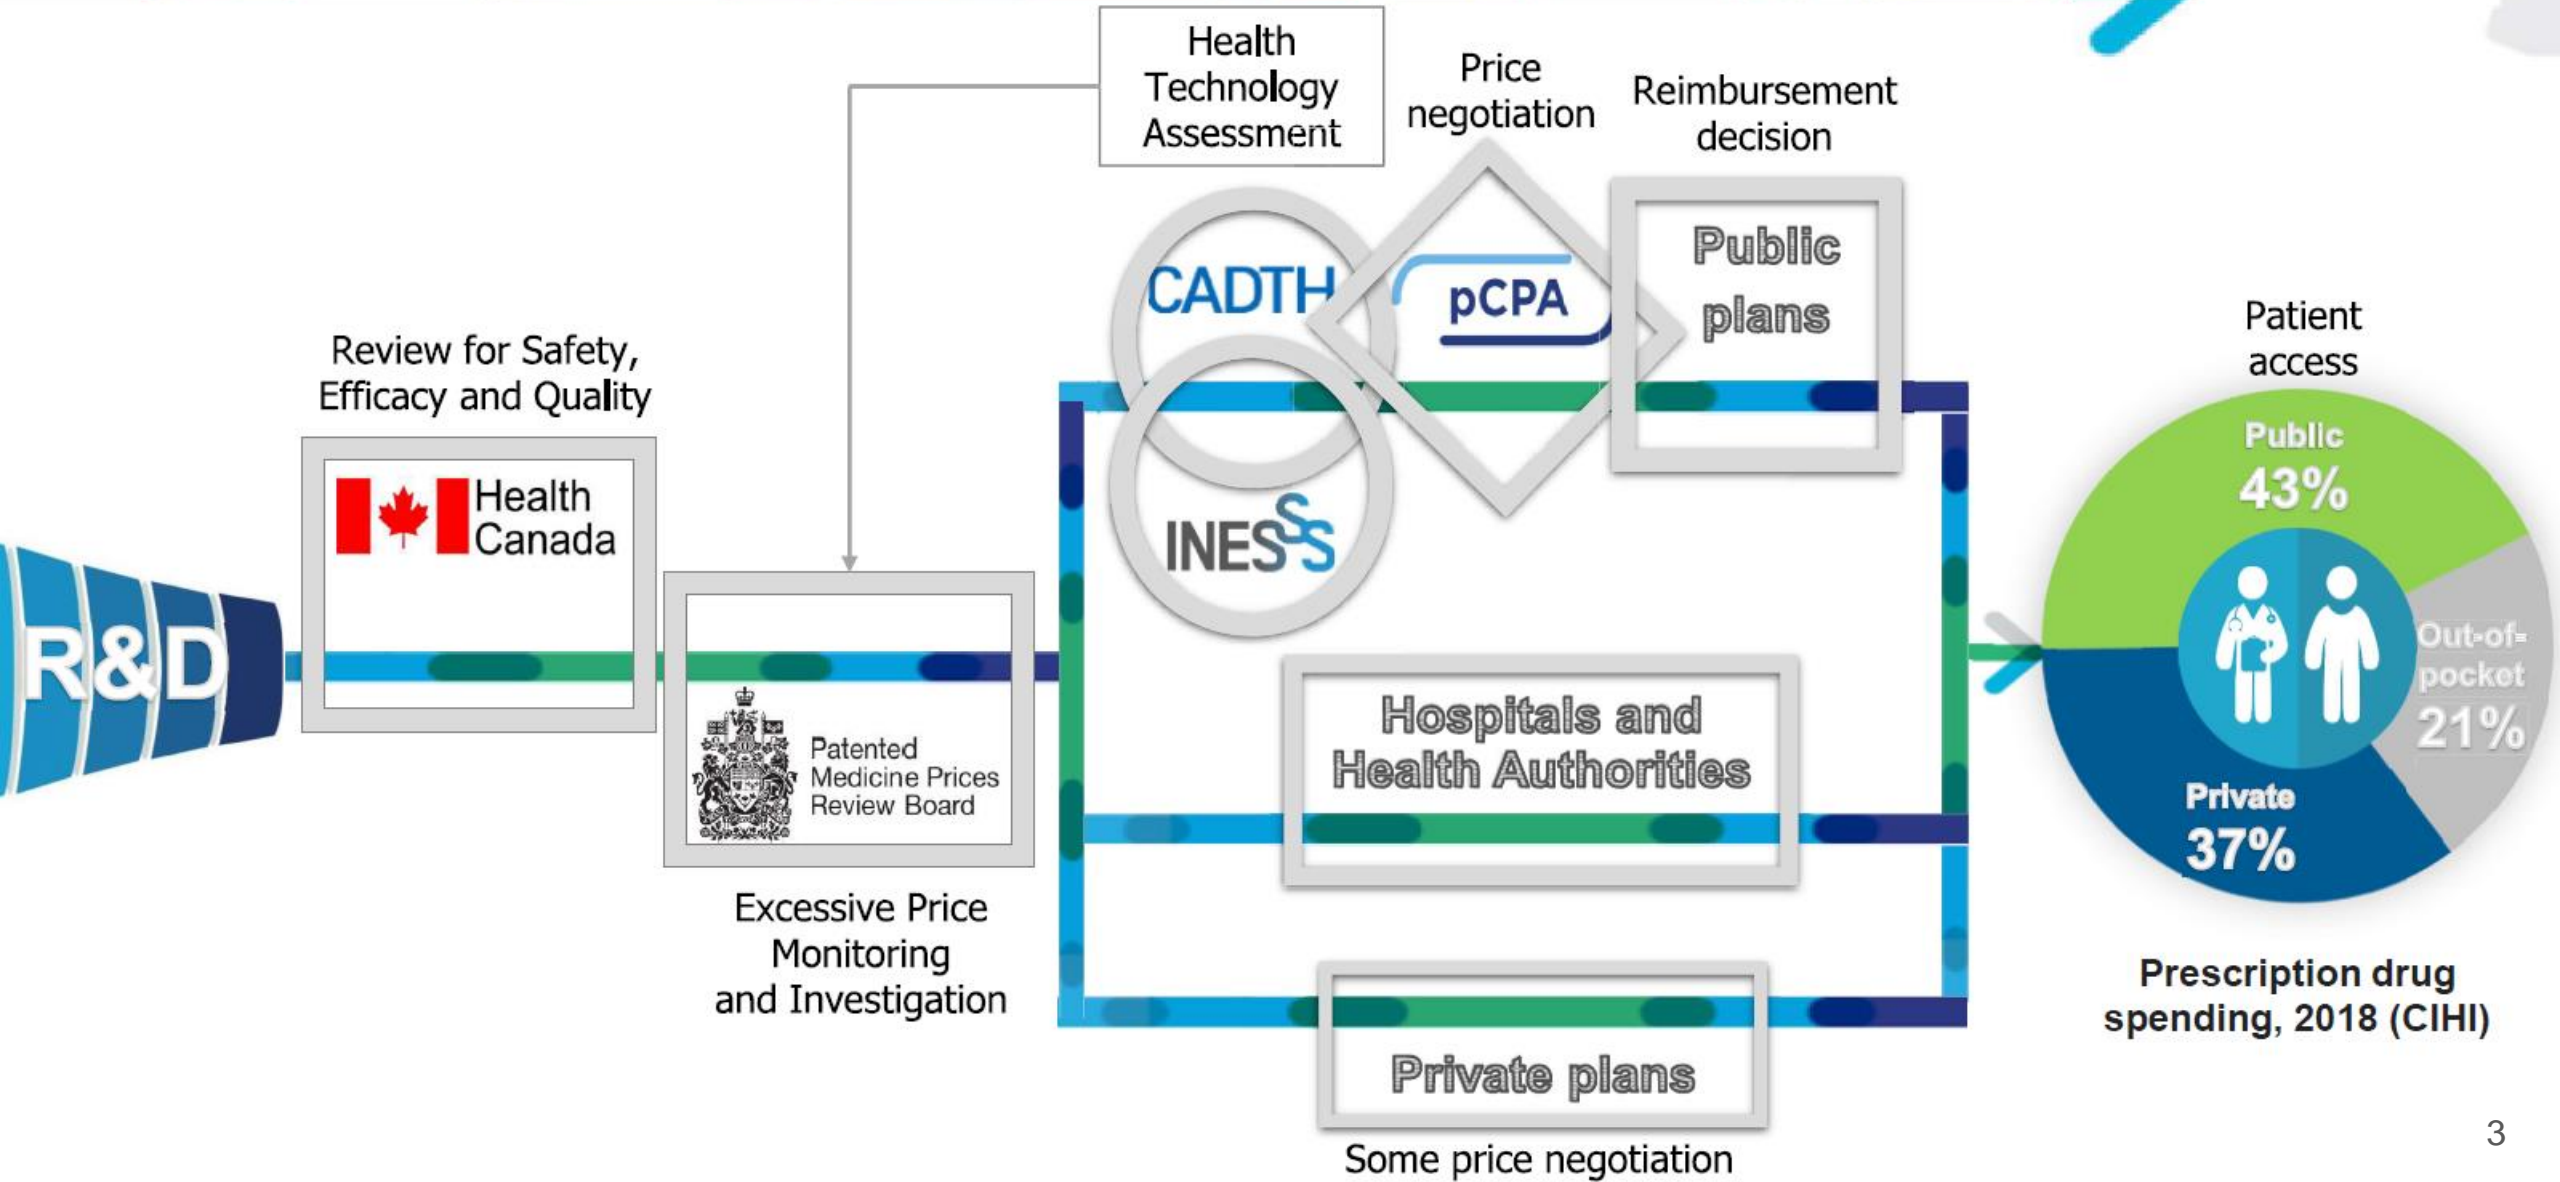 Health
Technology
Assessment
Price
negotiation
Reimbursement
decision
CADTH
pCPA
Public
plans
INESSS
Review for Safety,
Efficacy and Quality
Health
Canada
R&D
Patented
Medicine Prices
Review Board
Excessive Price
Monitoring
and Investigation
Hospitals and
Health Authorities
Private plans
Some price negotiation
Patient
access
Public
43%
Out-of-
pocket
21%
Private
37%
Prescription drug
spending, 2018 (CIHI)
3